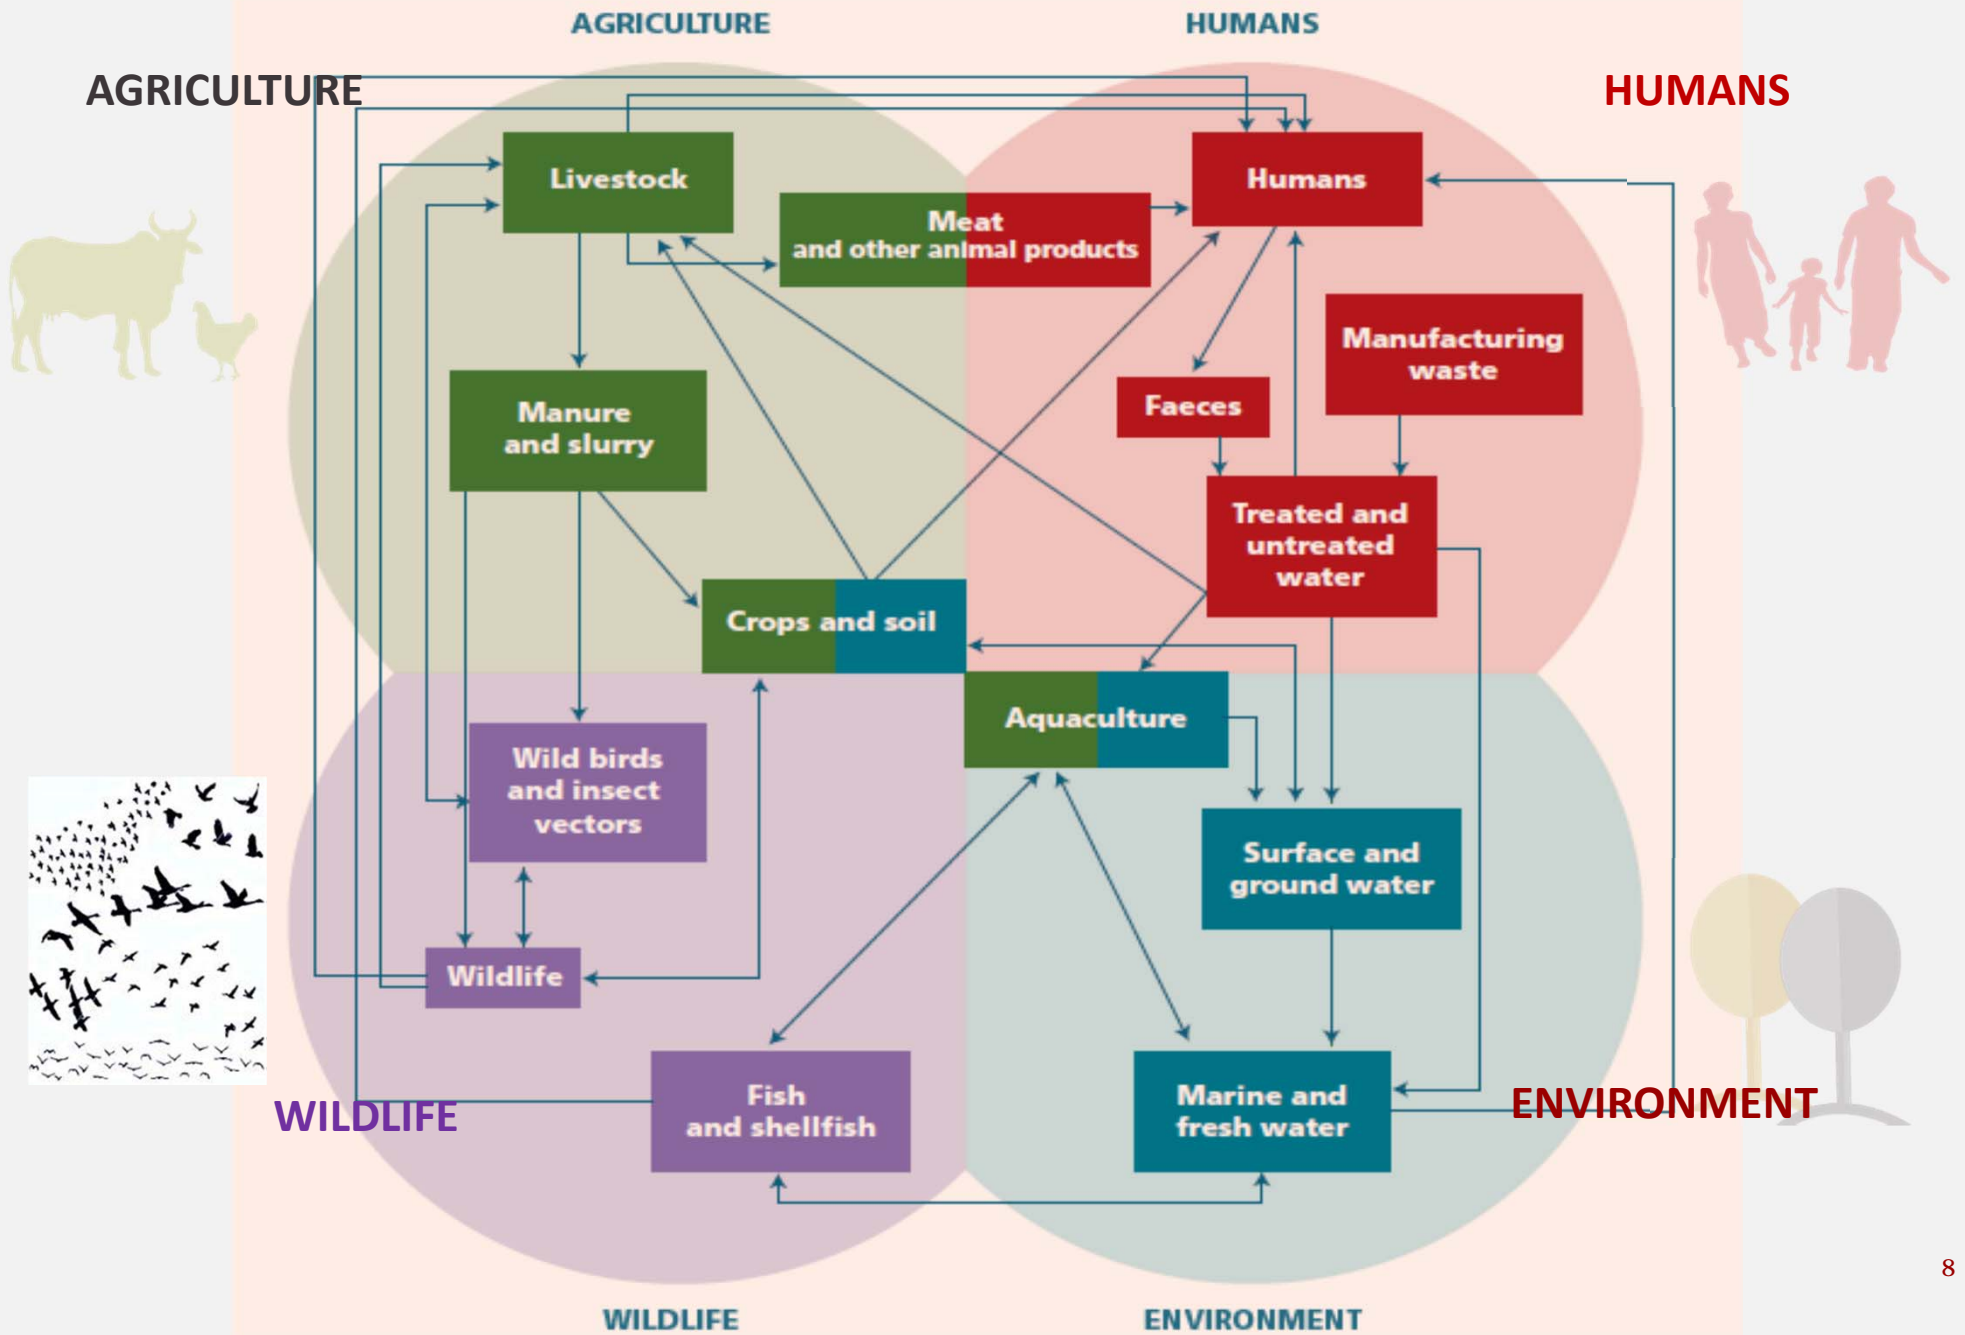 AGRICULTURE
HUMANS
AGRICULTURE
HUMANS
Livestock
Humans
Meat
and other animal products
Manufacturing
waste
Faeces
Manure
and slurry
Treated and
untreated
water
Crops and soil
Aquaculture
Wild birds
and insect
vectors
Surface and
ground water
Wildlife
Fish
and shellfish
Marine and
fresh water
WILDLIFE
ENVIRONMENT
8
WILDLIFE
ENVIRONMENT